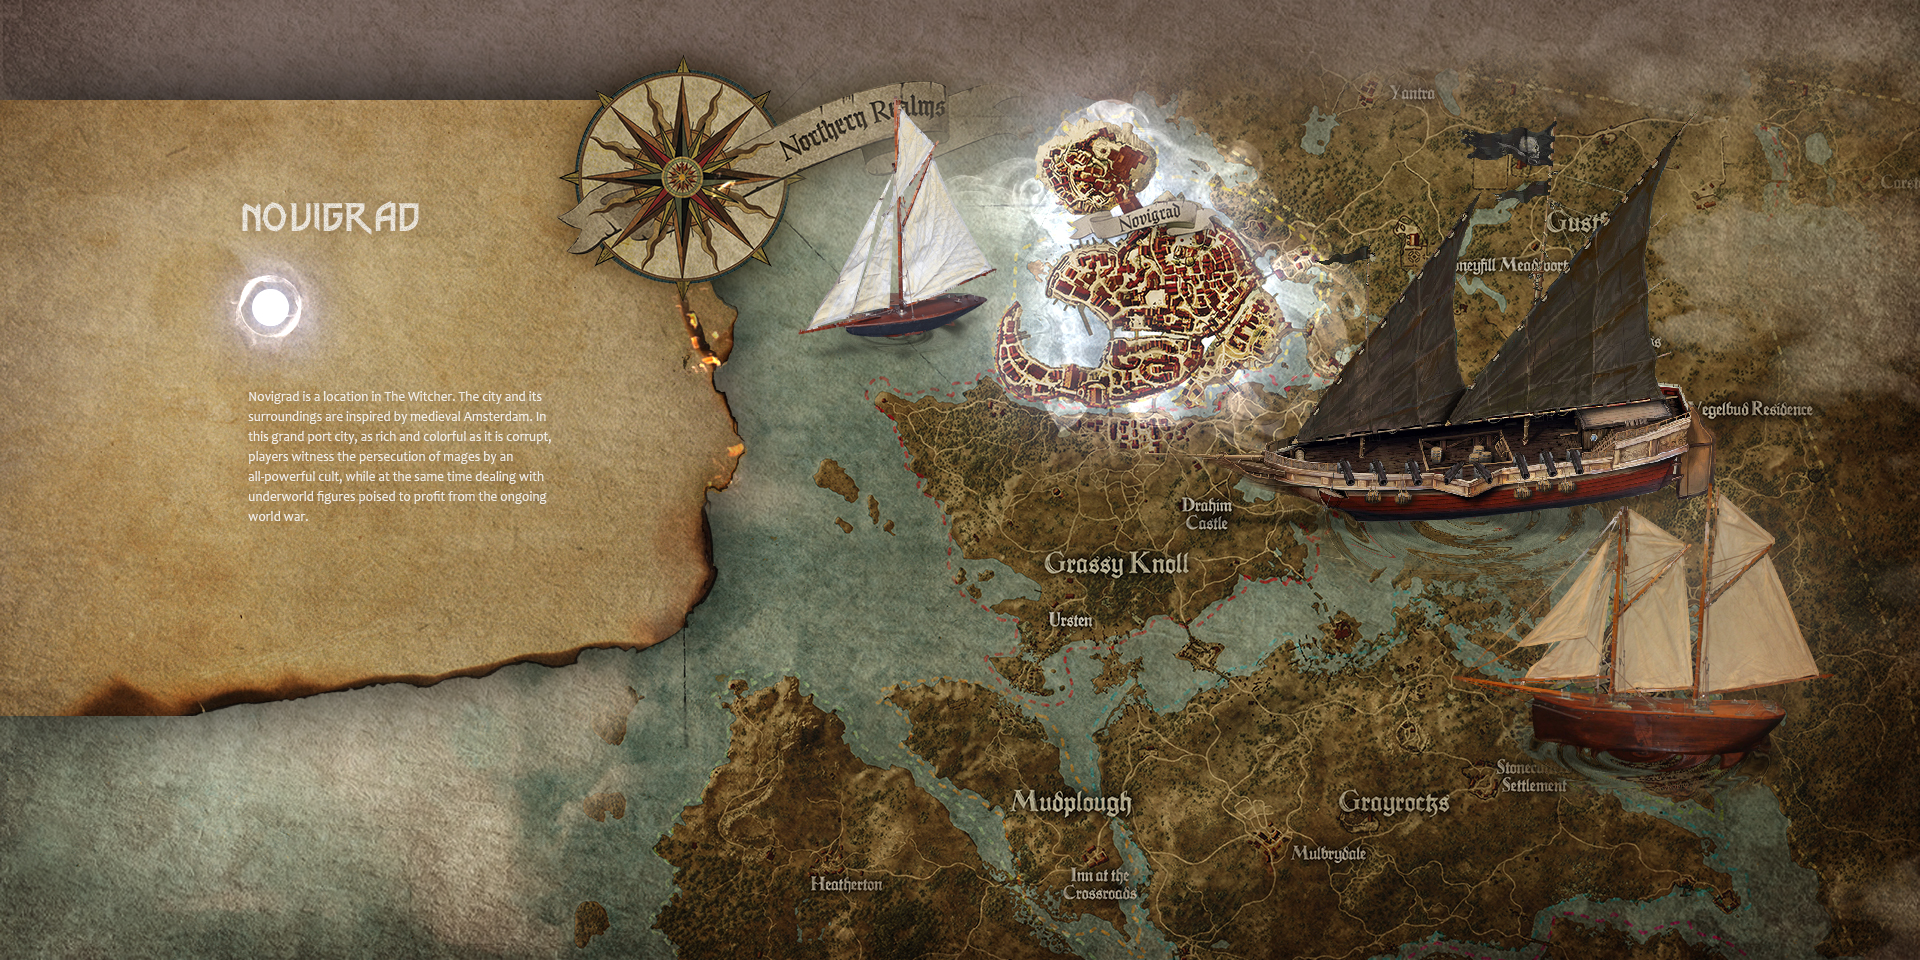 Northern Realms
Yantra
NOVIGRAD
Novigrad
Novigrad is a location in The Witcher. The city and its
surroundings are inspired by medieval Amsterdam. In
this grand port city, as rich and colorful as it is corrupt,
players witness the persecution of mages by an
all-powerful cult, while at the same time dealing with
underworld figures poised to profit from the ongoing
world war.
Vegelbud Residence
Drahim
Castle
Grassy Knoll
Ursten
Mudplough
Grayrocks
Settlement
Mulbrydale
Heatherton
Inn at the
Crossroads